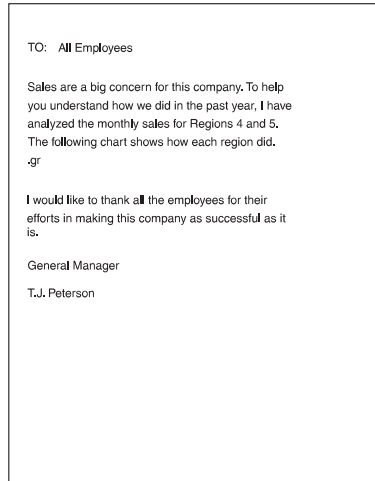 TO: All Employees
Sales are a big concern for this company. To help
you understand how we did in the past year, I have
analyzed the monthly sales for Regions 4 and 5.
The following chart shows how each region did.
.gr
I would like to thank all the employees for their
efforts in making this company as successful as it
is.
General Manager
T.J. Peterson